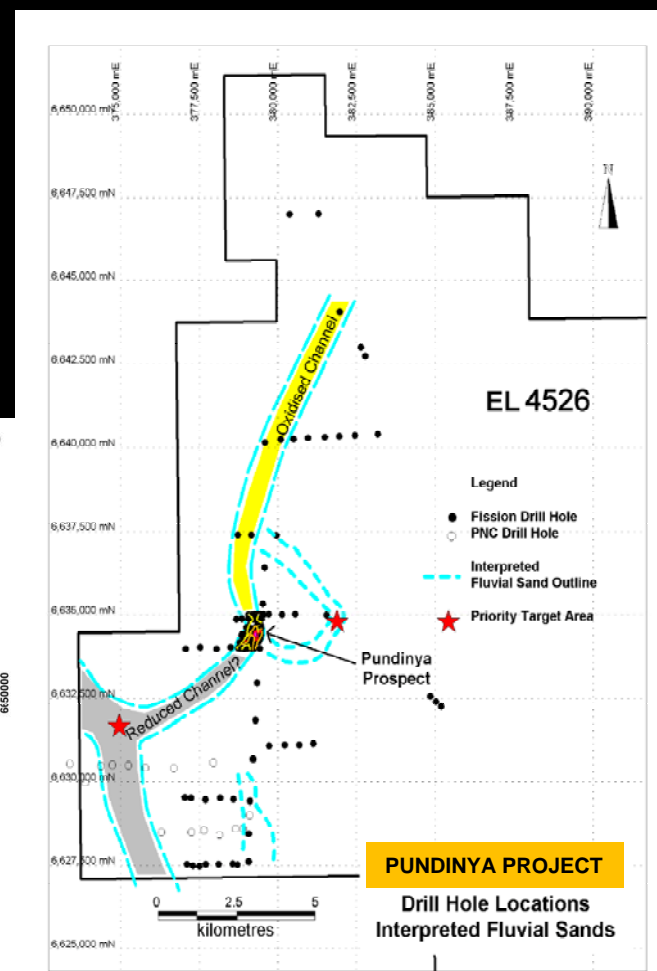 375,000 mE
377,500 mE
380,000 mE
382,500 mE
385,000 mE
387,500 mE
390,000 mE
6,650,000 mN
N
6,647,500 mN
6,645,000 mN
6,642,500 mN
Oxidised Channel
EL 4526
6,640,000 mN
Legend
Fission Drill Hole
PNC Drill Hole
6,637,500 mN
Interpreted
Fluvial Sand Outline
6,635,000 mN
Priority Target Area
Pundinya
Prospect
Reduced Channel?
6,632,500 mN
6650000
6,630,000 mN
6,627,500 mN
PUNDINYA PROJECT
0 2.5 5
kilometres
Drill Hole Locations
Interpreted Fluvial Sands
6,625,000 mN